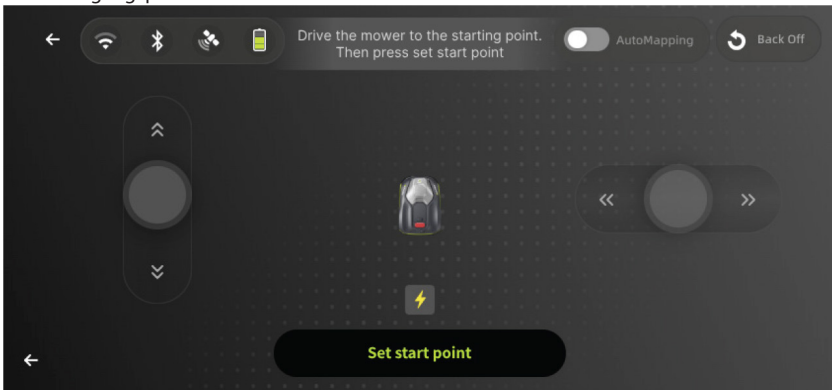 Drive the mower to the starting point.
Then press set start point
AutoMapping
Back Off
Set start point